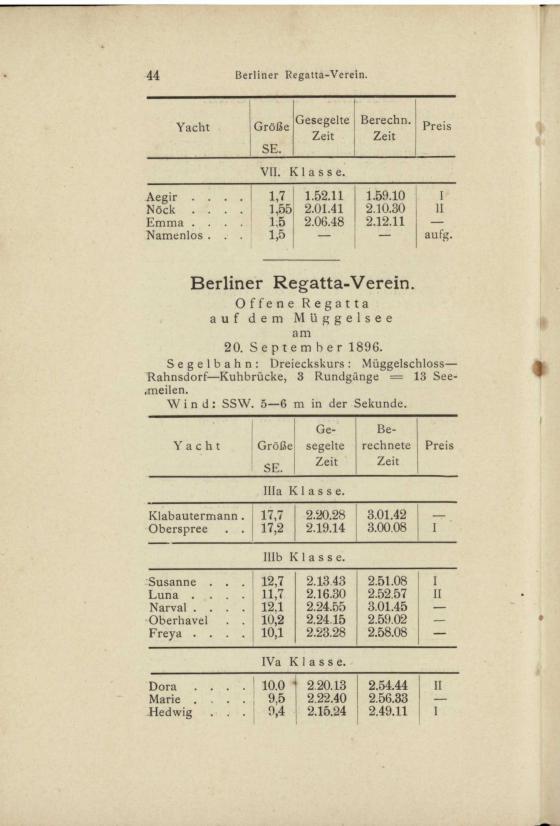 44 Berliner Regatta-Verein.
Yacht Größe SE. Gesegelte Zeit Berechn. Zeit Preis
VII. Klasse.
Aegir . . . . 1,7 1.52.11 1.59.10 I
Nöck . . . . 1,55 2.01.41 2.10.30 II
Emma . . . . 1,5 2.06.48 2.12.11 —
Namenlos . . . 1,5 — — aufg.
Berliner Regatta-Verein.
Offene Regatta
auf dem Müggelsee
am
20. September 1896.
Segelbahn: Dreieckskurs: Müggelschloss—
Rahnsdorf—Kuhbrücke, 3 Rundgänge = 13 See-
meilen.
Wind: SSW. 5—6 m in der Sekunde.
Yacht Größe SE. Ge-segelte Zeit Be-rechnete Zeit Preis
IIIa Klasse.
Klabautermann . 17,7 2.20.28 3.01.42 —
Oberspree . . 17,2 2.19.14 3.00.08 I
IIIb Klasse.
Susanne . . . 12,7 2.13.43 2.51.08 I
Luna . . . . 11,7 2.16.30 2.52.57 II
Narval . . . . 12,1 2.24.55 3.01.45 —
Oberhavel . . 10,2 2.24.15 2.59.02 —
Freya . . . . 10,1 2.23.28 2.58.08 —
IVa Klasse.
Dora . . . . 10,0 2.20.13 2.54.44 II
Marie . . . . 9,5 2.22.40 2.56.33 —
Hedwig . . . 9,4 2.15.24 2.49.11 I